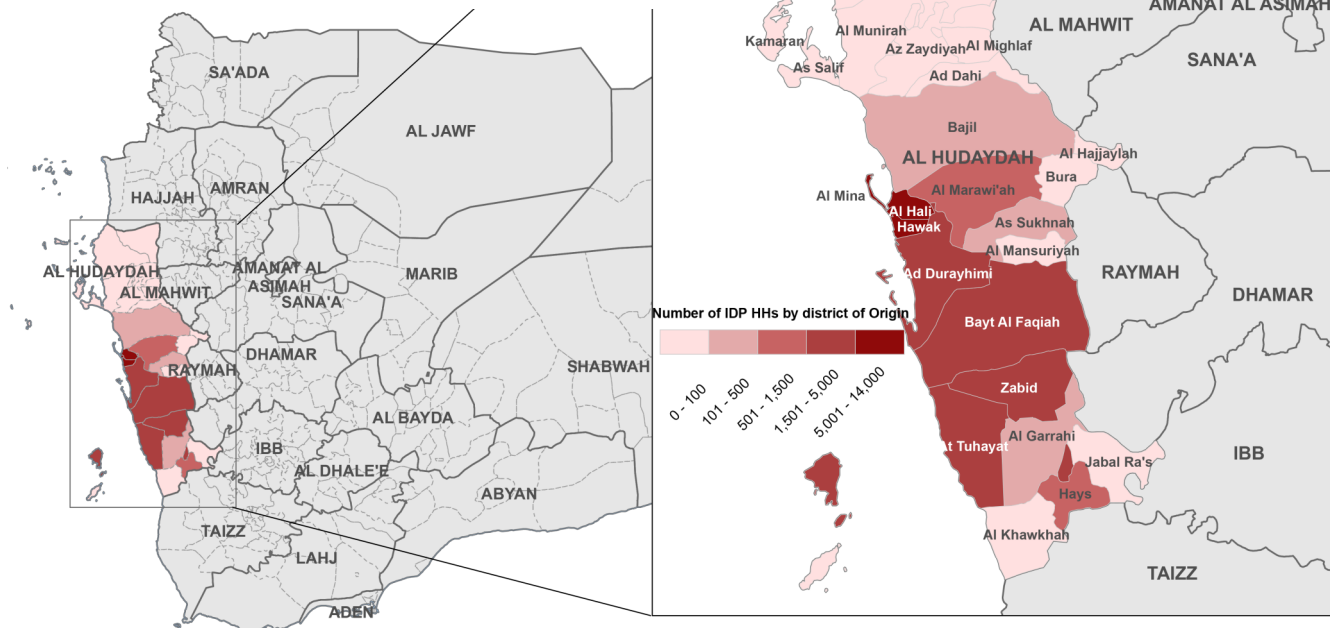 SA'ADA
AL JAWF
HAJJAH
AMRAN
AL HUDAYDAH
AL MAHWIT
AMANAT AL
ASIMAH
SANA'A
MARIB
RAYMAH
DHAMAR
SHABWAH
AL BAYDA
IBB
AL DHALE'E
ABYAN
TAIZZ
LAHJ
ADEN
AMANAT AL ASIMAH
AL MAHWIT
SANA'A
Kamaran
Al Munirah
Az Zaydiyah
Al Mighlaf
As Salif
Ad Dahi
Bajil
AL HUDAYDAH
Al Hajjaylah
Bura
Al Mina
Al Marawi'ah
Al Hali
Hawak
As Sukhnah
Al Mansuriyah
Ad Durayhimi
RAYMAH
DHAMAR
Bayt Al Faqiah
Number of IDP HHs by district of Origin
0 - 100
101 - 500
501 - 1,500
1,501 - 5,000
5,001 - 14,000
Zabid
At Tuhayat
Al Garrahi
Jabal Ra's
IBB
Hays
Al Khawkhah
TAIZZ